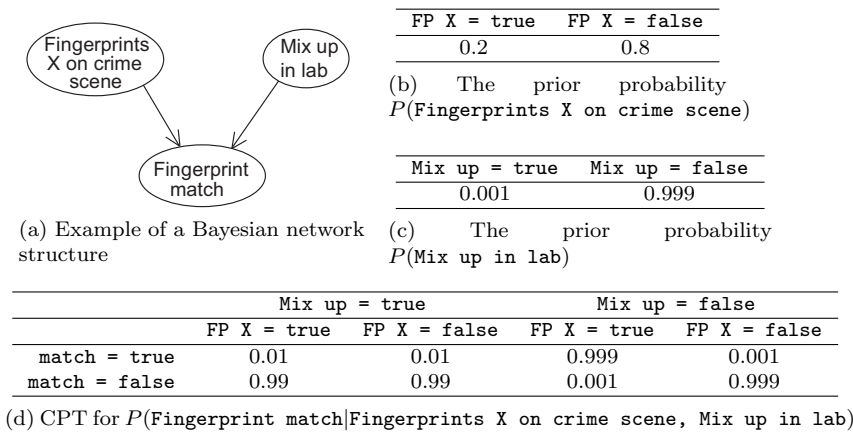 Fingerprints
X on crime
scene
Mix up
in lab
Fingerprint
match
(a) Example of a Bayesian network
structure
FP X = true FP X = false
0.2 0.8
(b) The prior probability
P(Fingerprints X on crime scene)
Mix up = true Mix up = false
0.001 0.999
(c) The prior probability
P(Mix up in lab)
Mix up = true Mix up = false
FP X = true FP X = false FP X = true FP X = false
match = true 0.01 0.01 0.999 0.001
match = false 0.99 0.99 0.001 0.999
(d) CPT for P(Fingerprint match|Fingerprints X on crime scene, Mix up in lab)